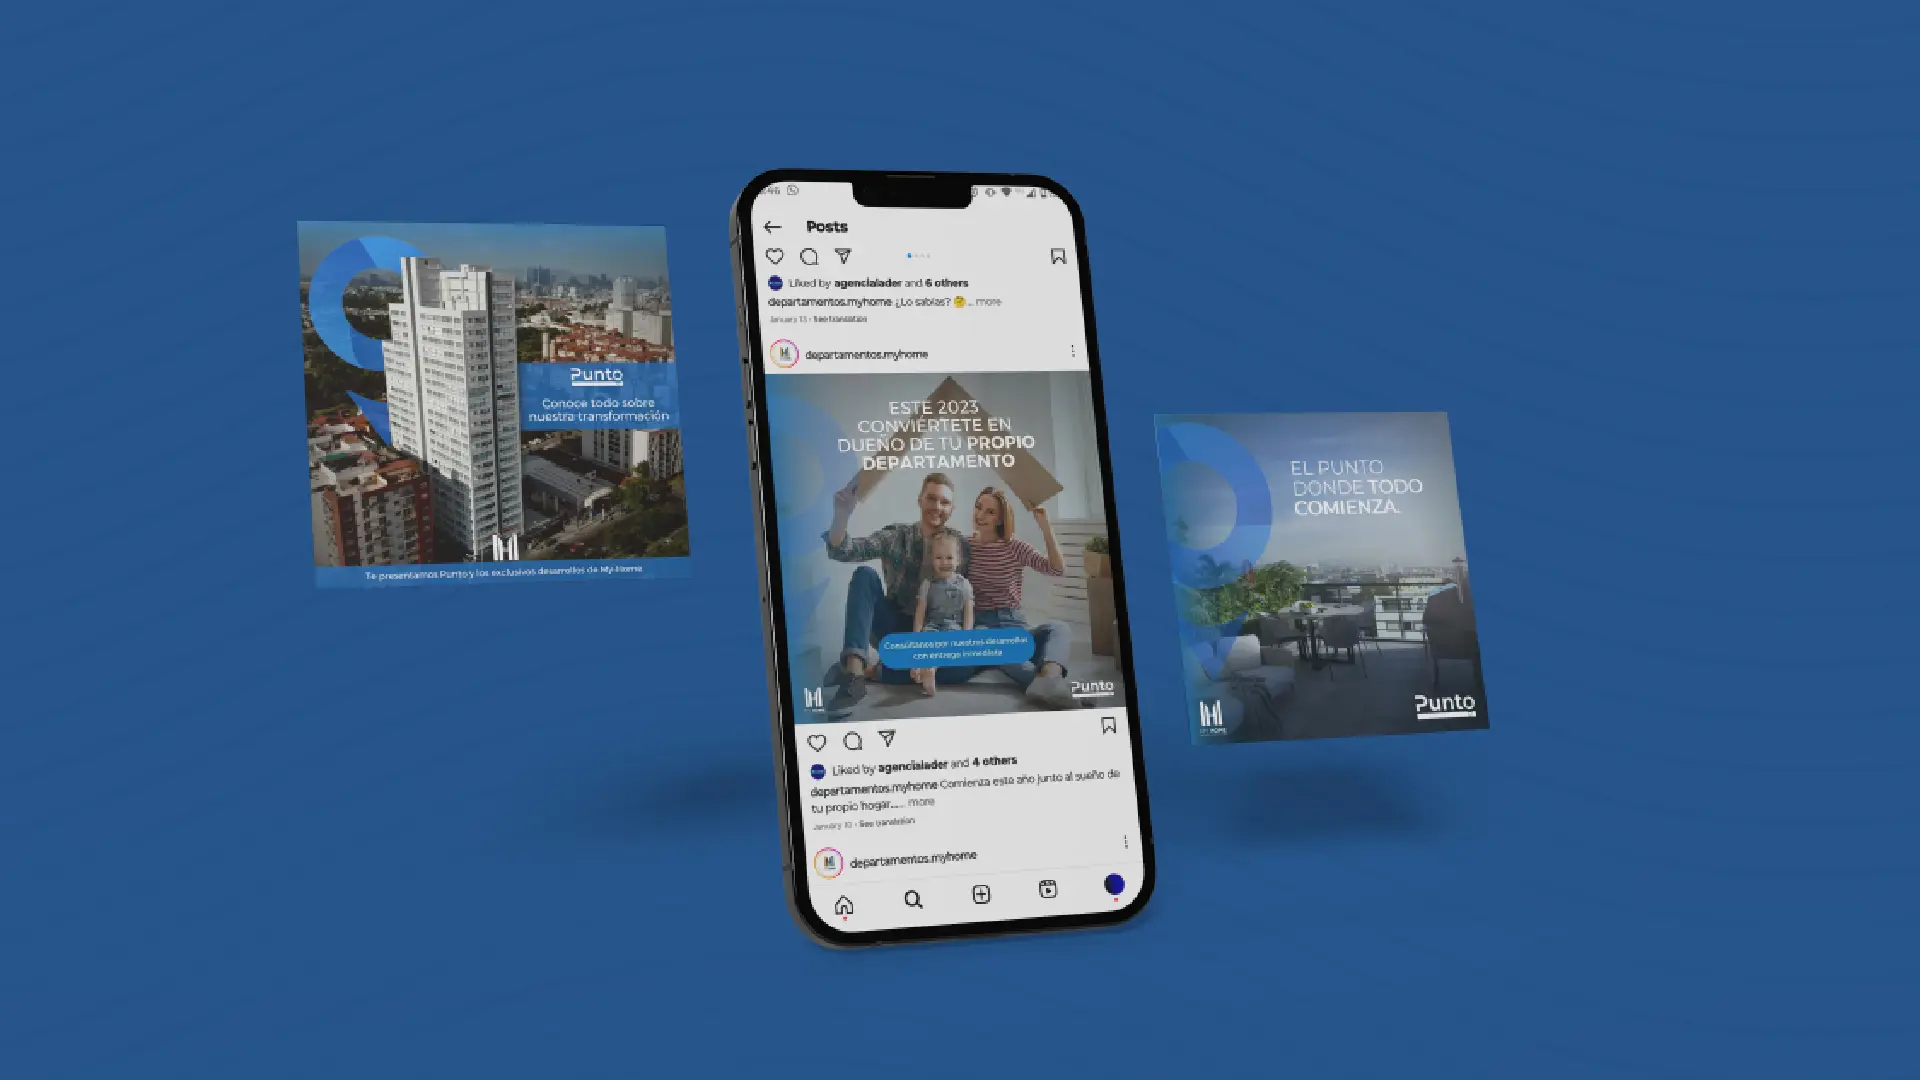 Punto
Conoce todo sobre
nuestra transformación
Te presentamos Punto y los exclusivos desarrollos de My-Home
Posts
Liked by agencialader and 6 others
departamentos.myhome ¿Lo sabías? 🤔... more
January 13 • See translation
departamentos.myhome
ESTE 2023
CONVIÉRTETE EN
DUEÑO DE TU PROPIO
DEPARTAMENTO
Consúltanos por nuestros desarrollos
con entrega inmediata
Punto
Liked by agencialader and 4 others
departamentos.myhome Comienza este año junto al sueño de
tu propio hogar...... more
January 10 • See translation
departamentos.myhome
EL PUNTO
DONDE TODO
COMIENZA.
MY HOME
Punto